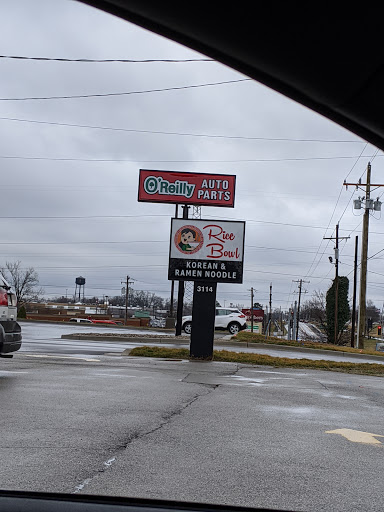 O'Reilly AUTO PARTS
Rice
Bowl
KOREAN &
RAMEN NOODLE
3114